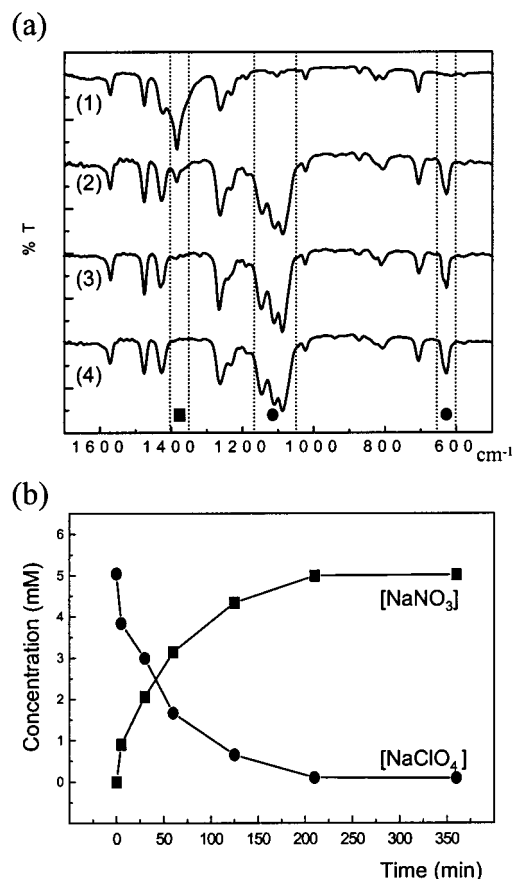 (a)
(1)
(2)
(3)
(4)
% T
1600 1400 1200 1000 800 600 cm-1
(b)
Concentration (mM)
6
5
4
3
2
1
0
[NaNO3]
[NaClO4]
0 50 100 150 200 250 300 350
Time (min)